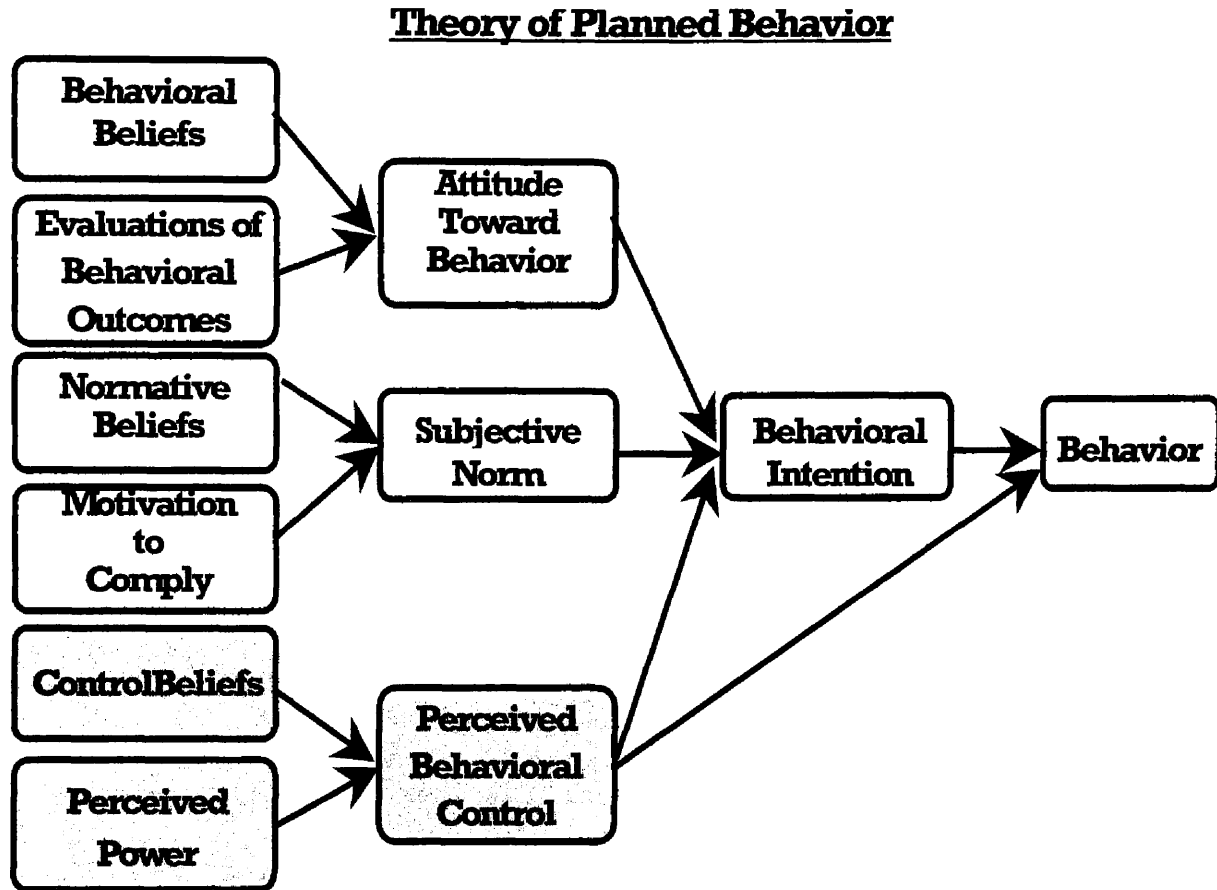 Theory of Planned Behavior
Behavioral
Beliefs
Evaluations of
Behavioral
Outcomes
Normative
Beliefs
Motivation
to
Comply
ControlBeliefs
Perceived
Power
Attitude
Toward
Behavior
Subjective
Norm
Perceived
Behavioral
Control
Behavioral
Intention
Behavior